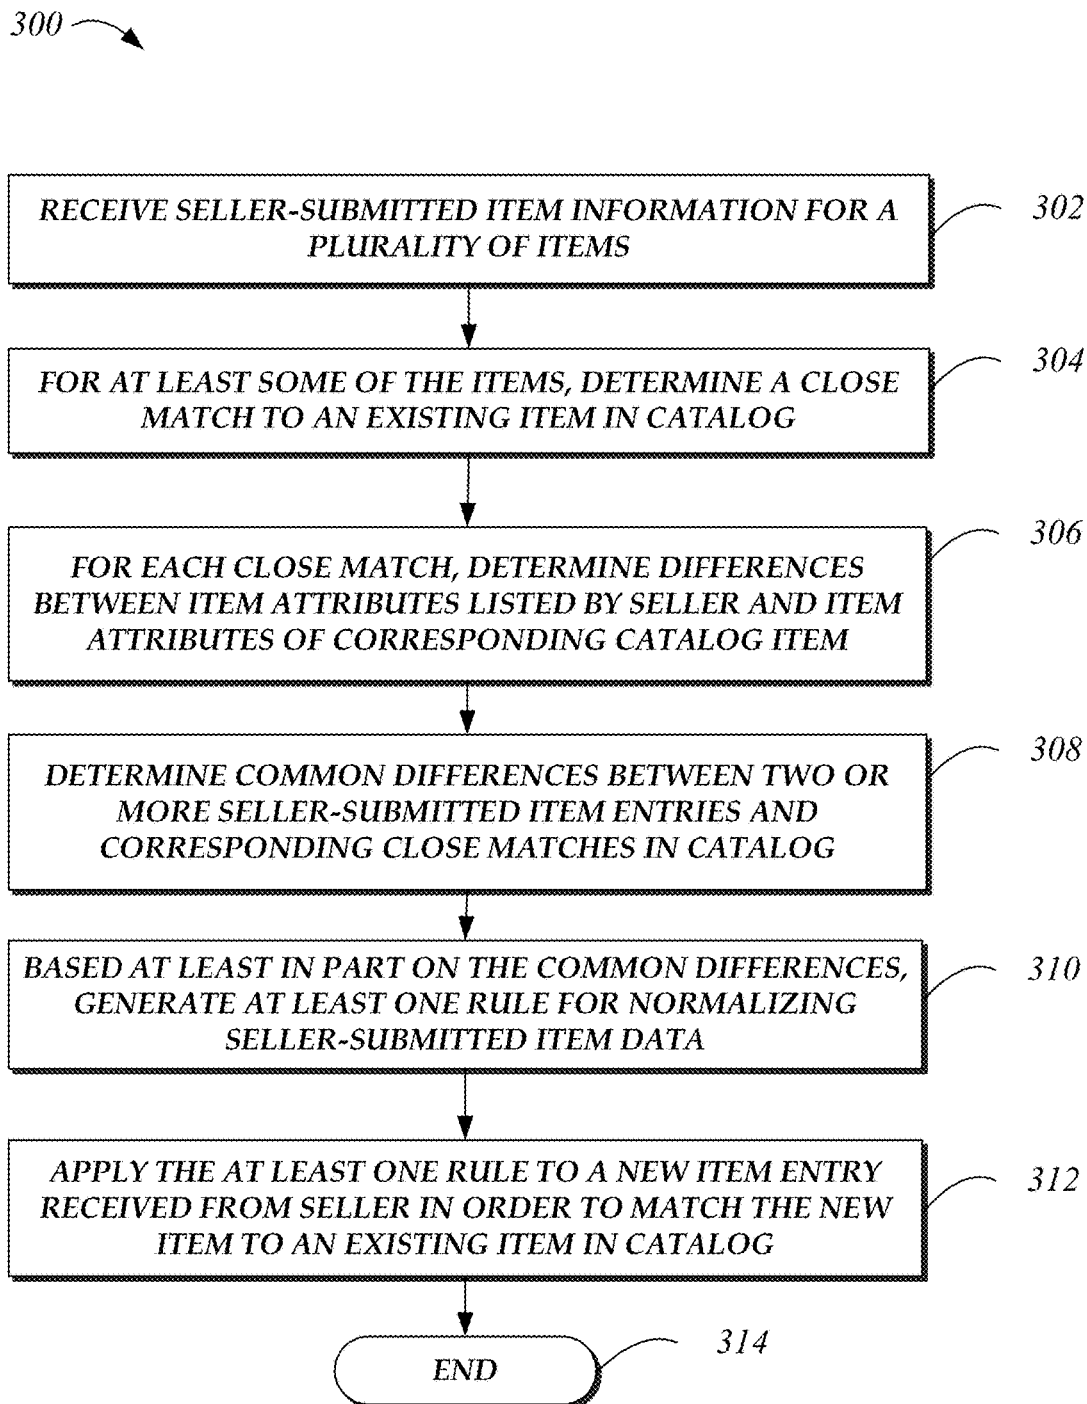 300
RECEIVE SELLER-SUBMITTED ITEM INFORMATION FOR A
PLURALITY OF ITEMS
302
FOR AT LEAST SOME OF THE ITEMS, DETERMINE A CLOSE
MATCH TO AN EXISTING ITEM IN CATALOG
304
FOR EACH CLOSE MATCH, DETERMINE DIFFERENCES
BETWEEN ITEM ATTRIBUTES LISTED BY SELLER AND ITEM
ATTRIBUTES OF CORRESPONDING CATALOG ITEM
306
DETERMINE COMMON DIFFERENCES BETWEEN TWO OR
MORE SELLER-SUBMITTED ITEM ENTRIES AND
CORRESPONDING CLOSE MATCHES IN CATALOG
308
BASED AT LEAST IN PART ON THE COMMON DIFFERENCES,
GENERATE AT LEAST ONE RULE FOR NORMALIZING
SELLER-SUBMITTED ITEM DATA
310
APPLY THE AT LEAST ONE RULE TO A NEW ITEM ENTRY
RECEIVED FROM SELLER IN ORDER TO MATCH THE NEW
ITEM TO AN EXISTING ITEM IN CATALOG
312
END
314